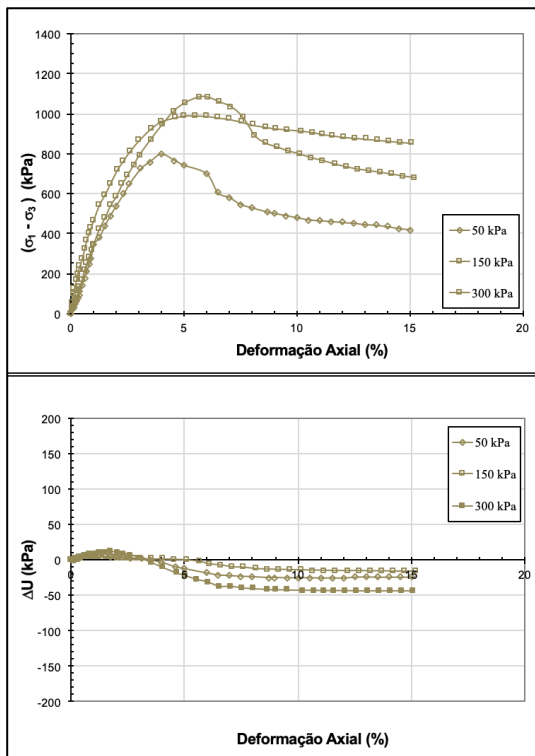 1400
1200
1000
800
600
400
200
0
(σ₁ - σ₃ ) (kPa)
50 kPa
150 kPa
300 kPa
0 5 10 15 20
Deformação Axial (%)
200
150
100
50
0
-50
-100
-150
-200
ΔU (kPa)
50 kPa
150 kPa
300 kPa
0 5 10 15 20
Deformação Axial (%)